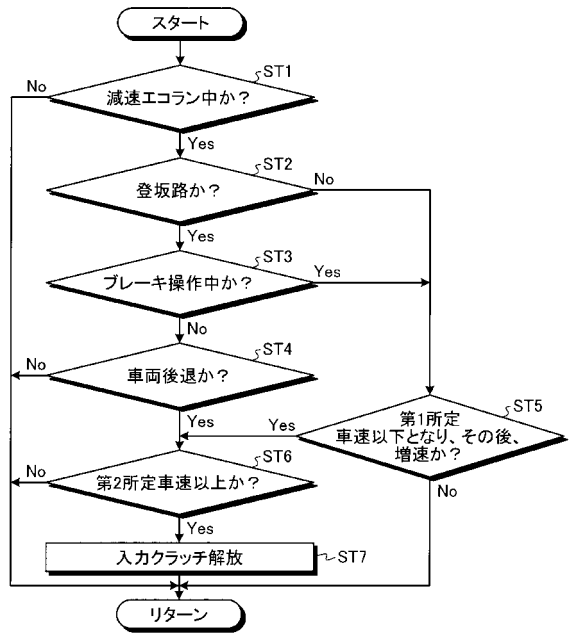 スタート
ST1
No
減速エコラン中か？
Yes
ST2
登坂路か？
No
Yes
ST3
ブレーキ操作中か？
Yes
No
ST4
No
車両後退か？
Yes
ST5
第1所定
車速以下となり、その後、
増速か？
Yes
No
ST6
No
第2所定車速以上か？
Yes
入力クラッチ解放
ST7
リターン